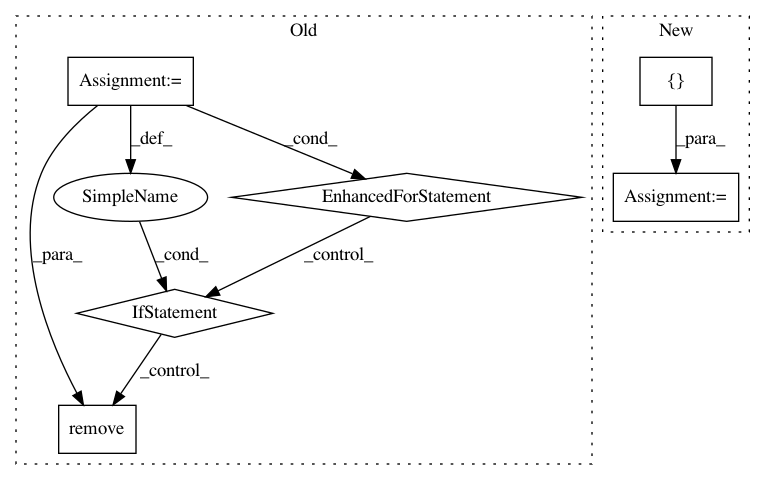 Old
New
Assignment:=
{}
_def_
_cond_
_para_
SimpleName
EnhancedForStatement
Assignment:=
_para_
_cond_
_control_
IfStatement
_control_
remove